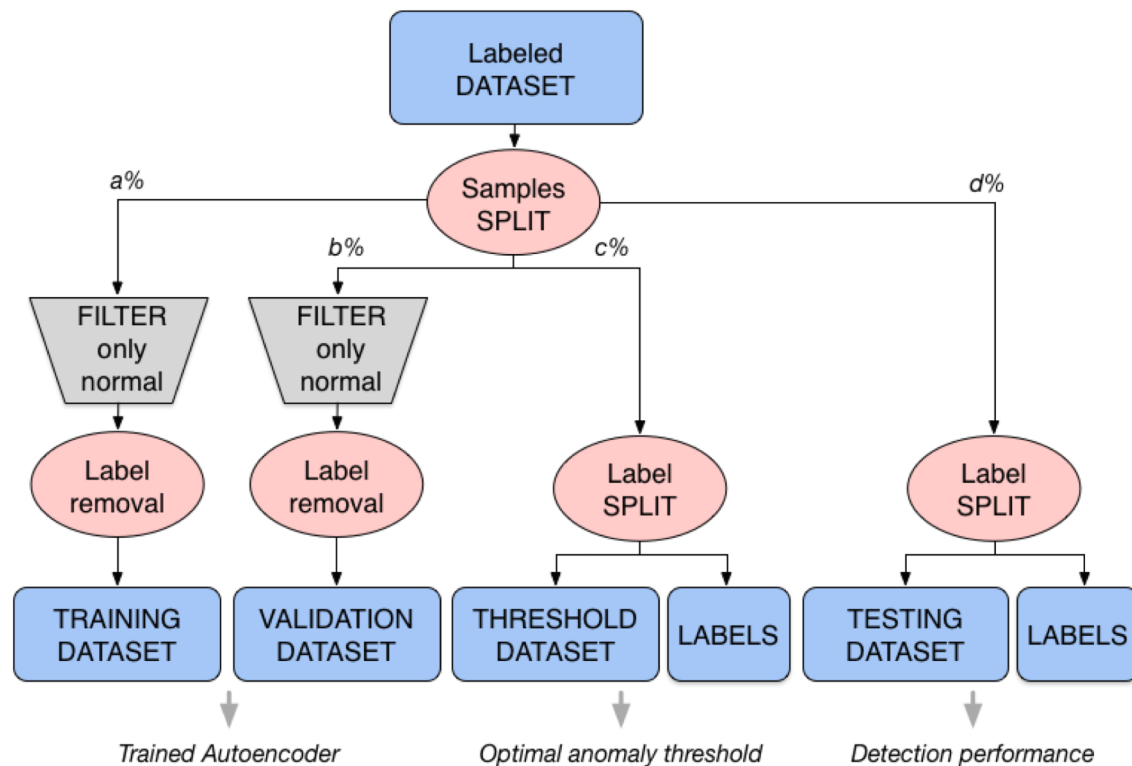 Labeled
DATASET
Samples
SPLIT
a%
d%
b%
c%
FILTER
only
normal
FILTER
only
normal
Label
removal
Label
removal
Label
SPLIT
Label
SPLIT
TRAINING
DATASET
VALIDATION
DATASET
THRESHOLD
DATASET
LABELS
TESTING
DATASET
LABELS
Trained Autoencoder
Optimal anomaly threshold
Detection performance